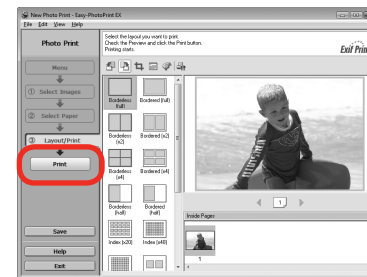 New Photo Print - Easy-PhotoPrint EX
File Edit View Help
Photo Print
Select the layout you want to print.
Check the Preview and click the Print button.
Printing starts.
Exif Prin
Menu
① Select Images
② Select Paper
③ Layout/Print
Print
Save
Help
Exit
Borderless (full)
Bordered (full)
Borderless (x2)
Bordered (x2)
Borderless (x4)
Bordered (x4)
Borderless (half)
Bordered (half)
Index (x20)
Index (x40)
1
Inside Pages
1